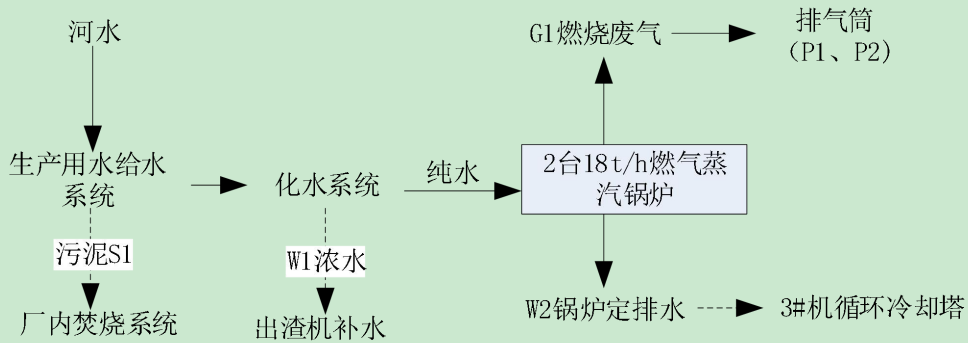 河水
G1燃烧废气
排气筒
（P1、P2）
生产用水给水
系统
化水系统
纯水
2台18t/h燃气蒸
汽锅炉
污泥S1
W1浓水
厂内焚烧系统
出渣机补水
W2锅炉定排水
3#机循环冷却塔